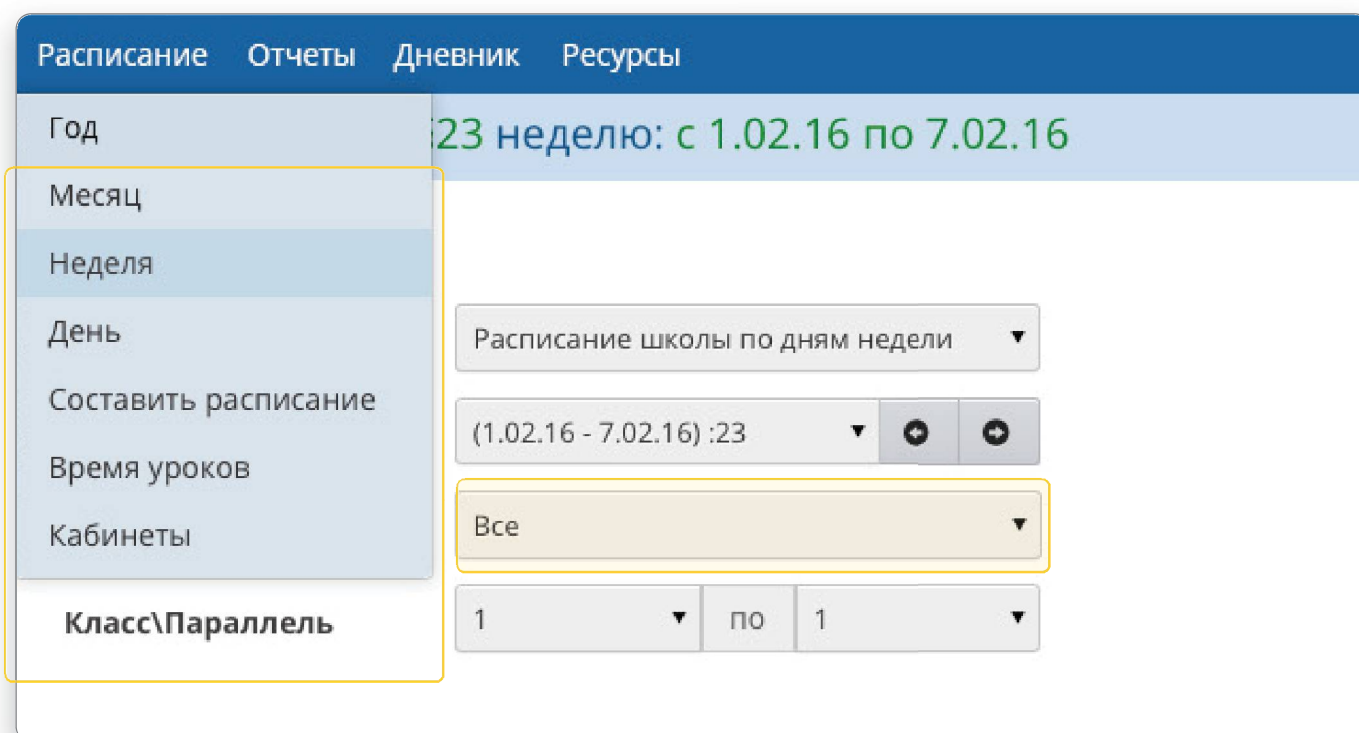 Расписание Отчеты Дневник Ресурсы
Год
23 неделю: с 1.02.16 по 7.02.16
Месяц
Неделя
День
Расписание школы по дням недели
Составить расписание
(1.02.16 - 7.02.16) :23
Время уроков
Все
Кабинеты
Класс\Параллель
1 по 1